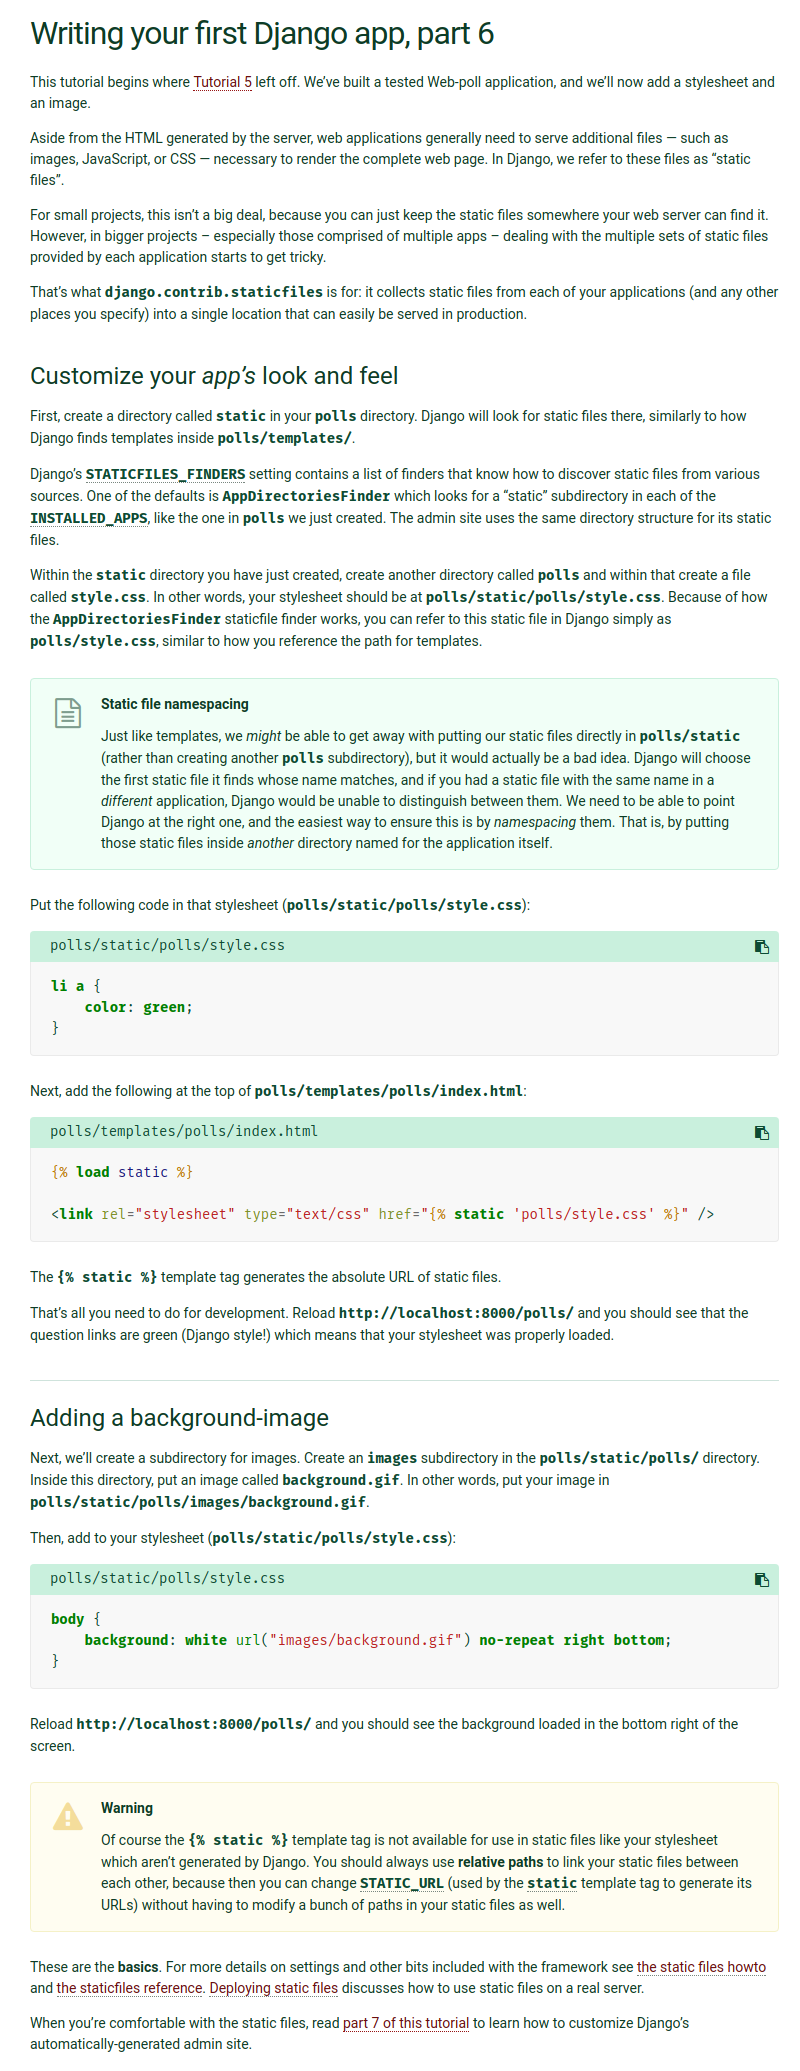 Writing your first Django app, part 6
This tutorial begins where Tutorial 5 left off. We’ve built a tested Web-poll application, and we’ll now add a stylesheet and
an image.
Aside from the HTML generated by the server, web applications generally need to serve additional files — such as
images, JavaScript, or CSS — necessary to render the complete web page. In Django, we refer to these files as “static
files”.
For small projects, this isn’t a big deal, because you can just keep the static files somewhere your web server can find it.
However, in bigger projects – especially those comprised of multiple apps – dealing with the multiple sets of static files
provided by each application starts to get tricky.
That’s what django.contrib.staticfiles is for: it collects static files from each of your applications (and any other
places you specify) into a single location that can easily be served in production.
Customize your app’s look and feel
First, create a directory called static in your polls directory. Django will look for static files there, similarly to how
Django finds templates inside polls/templates/.
Django’s STATICFILES_FINDERS setting contains a list of finders that know how to discover static files from various
sources. One of the defaults is AppDirectoriesFinder which looks for a “static” subdirectory in each of the
INSTALLED_APPS, like the one in polls we just created. The admin site uses the same directory structure for its static
files.
Within the static directory you have just created, create another directory called polls and within that create a file
called style.css. In other words, your stylesheet should be at polls/static/polls/style.css. Because of how
the AppDirectoriesFinder staticfile finder works, you can refer to this static file in Django simply as
polls/style.css, similar to how you reference the path for templates.
Static file namespacing
Just like templates, we might be able to get away with putting our static files directly in polls/static
(rather than creating another polls subdirectory), but it would actually be a bad idea. Django will choose
the first static file it finds whose name matches, and if you had a static file with the same name in a
different application, Django would be unable to distinguish between them. We need to be able to point
Django at the right one, and the easiest way to ensure this is by namespacing them. That is, by putting
those static files inside another directory named for the application itself.
Put the following code in that stylesheet (polls/static/polls/style.css):
polls/static/polls/style.css
li a {
    color: green;
}
Next, add the following at the top of polls/templates/polls/index.html:
polls/templates/polls/index.html
{% load static %}
<link rel="stylesheet" type="text/css" href="{% static 'polls/style.css' %}" />
The {% static %} template tag generates the absolute URL of static files.
That’s all you need to do for development. Reload http://localhost:8000/polls/ and you should see that the
question links are green (Django style!) which means that your stylesheet was properly loaded.
Adding a background-image
Next, we’ll create a subdirectory for images. Create an images subdirectory in the polls/static/polls/ directory.
Inside this directory, put an image called background.gif. In other words, put your image in
polls/static/polls/images/background.gif.
Then, add to your stylesheet (polls/static/polls/style.css):
polls/static/polls/style.css
body {
    background: white url("images/background.gif") no-repeat right bottom;
}
Reload http://localhost:8000/polls/ and you should see the background loaded in the bottom right of the
screen.
Warning
Of course the {% static %} template tag is not available for use in static files like your stylesheet
which aren’t generated by Django. You should always use relative paths to link your static files between
each other, because then you can change STATIC_URL (used by the static template tag to generate its
URLs) without having to modify a bunch of paths in your static files as well.
These are the basics. For more details on settings and other bits included with the framework see the static files howto
and the staticfiles reference. Deploying static files discusses how to use static files on a real server.
When you’re comfortable with the static files, read part 7 of this tutorial to learn how to customize Django’s
automatically-generated admin site.